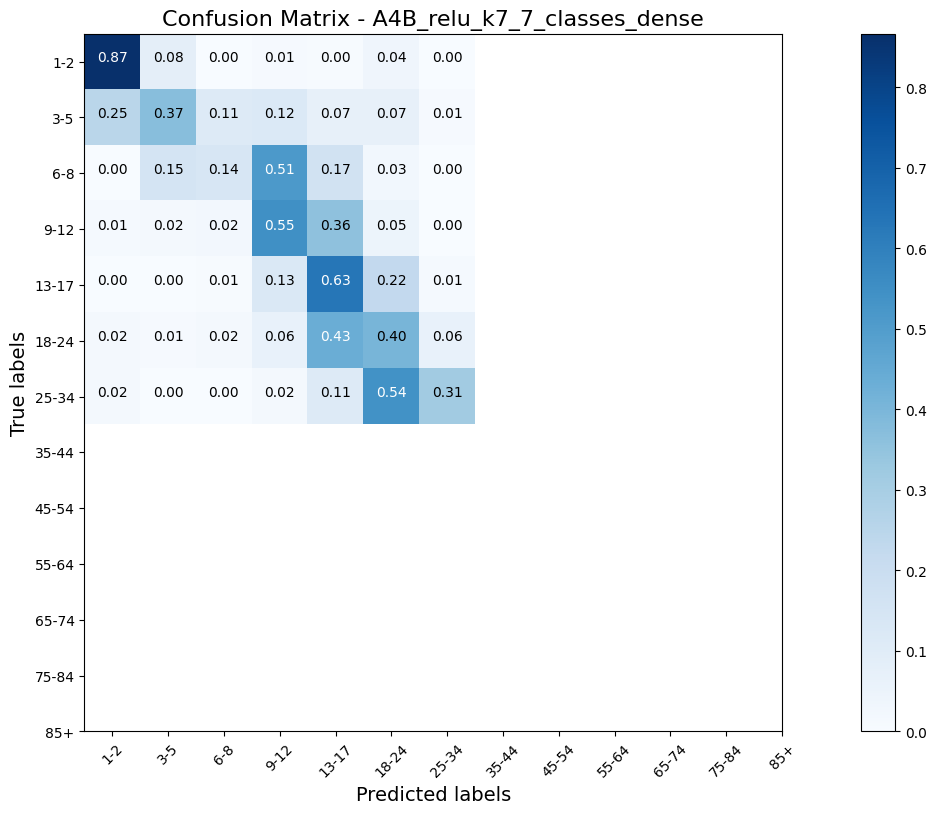 Confusion Matrix - A4B_relu_k7_7_classes_dense
1-2 0.87 0.08 0.00 0.01 0.00 0.04 0.00
3-5 0.25 0.37 0.11 0.12 0.07 0.07 0.01
6-8 0.00 0.15 0.14 0.51 0.17 0.03 0.00
9-12 0.01 0.02 0.02 0.55 0.36 0.05 0.00
13-17 0.00 0.00 0.01 0.13 0.63 0.22 0.01
18-24 0.02 0.01 0.02 0.06 0.43 0.40 0.06
25-34 0.02 0.00 0.00 0.02 0.11 0.54 0.31
35-44
45-54
55-64
65-74
75-84
85+
True labels
1-2 3-5 6-8 9-12 13-17 18-24 25-34 35-44 45-54 55-64 65-74 75-84 85+
Predicted labels
0.8
0.7
0.6
0.5
0.4
0.3
0.2
0.1
0.0